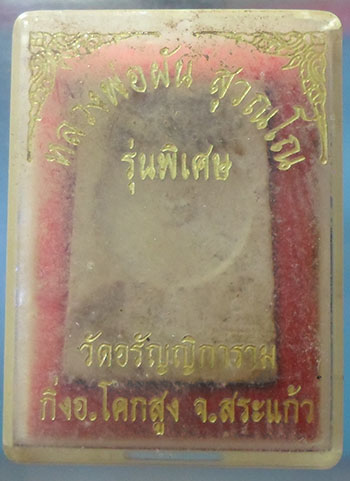 หลวงพ่อผัน สุวณฺโณ
รุ่นพิเศษ
วัดอรัญญิการาม
กิ่งอ.โคกสูง จ.สระแก้ว